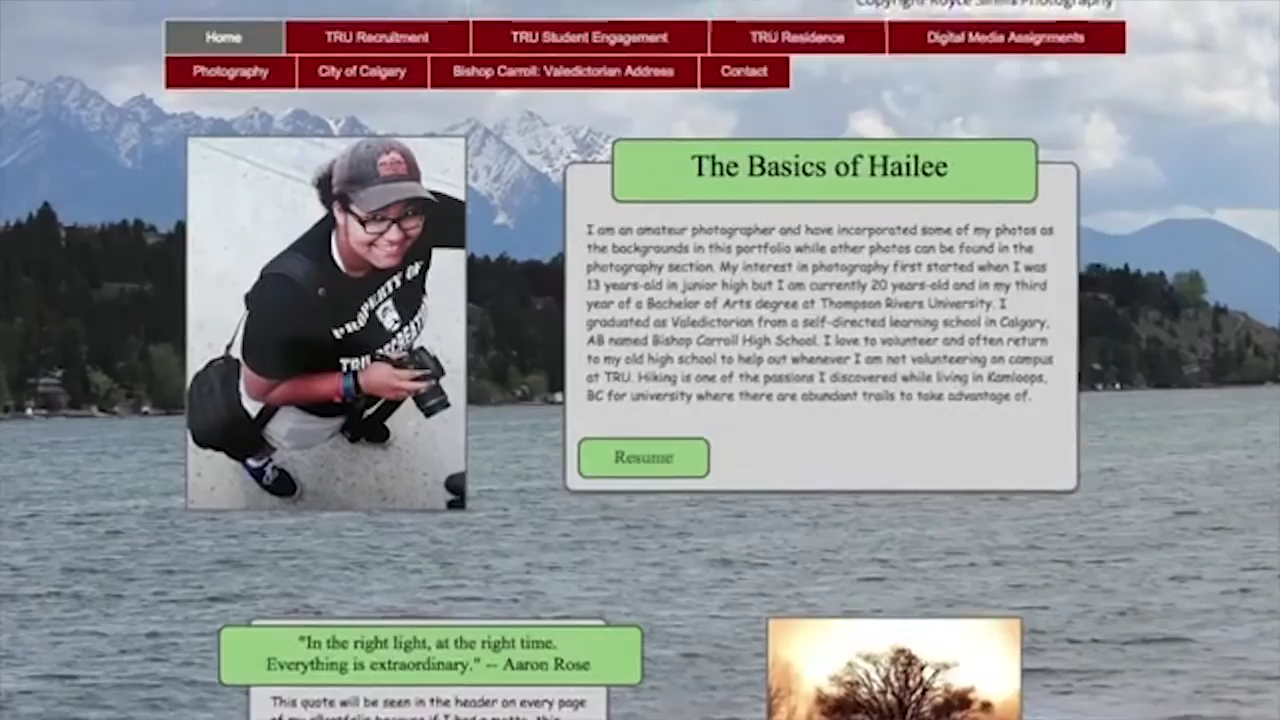 Copyright Royce Simms Photography
Home
TRU Recruitment
TRU Student Engagement
TRU Residence
Digital Media Assignments
Photography
City of Calgary
Bishop Carroll: Valedictorian Address
Contact
The Basics of Hailee
I am an amateur photographer and have incorporated some of my photos as
the backgrounds in this portfolio while other photos can be found in the
photography section. My interest in photography first started when I was
13 years-old in junior high but I am currently 20 years-old and in my third
year of a Bachelor of Arts degree at Thompson Rivers University. I
graduated as Valedictorian from a self-directed learning school in Calgary,
AB named Bishop Carroll High School. I love to volunteer and often return
to my old high school to help out whenever I am not volunteering on campus
at TRU. Hiking is one of the passions I discovered while living in Kamloops,
BC for university where there are abundant trails to take advantage of.
Resume
PROPERTY OF
TRU RECREATION
"In the right light, at the right time.
Everything is extraordinary." -- Aaron Rose
This quote will be seen in the header on every page